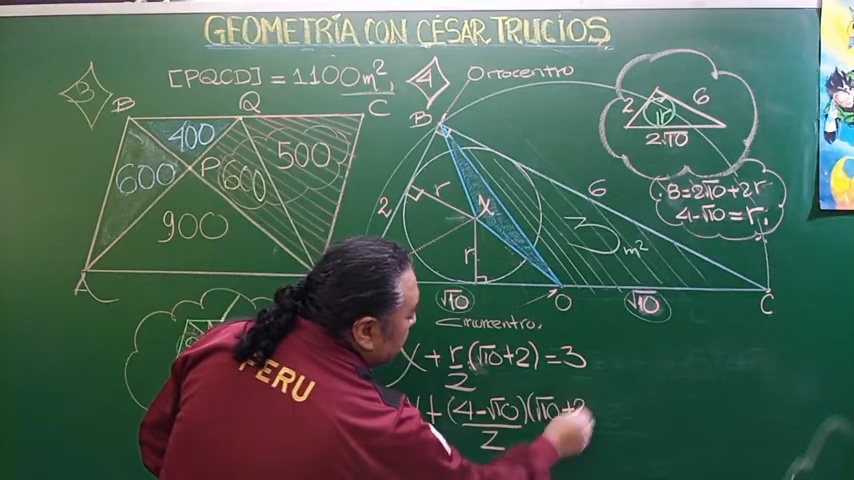 GEOMETRÍA CON CÉSAR TRUCIOS
3
[PQCD] = 1100m²
B
Q
C
400
600
P
600
500
900
A
4
Ortocentro
B
2
r
x
6
3 m²
r
√10
O
√10
C
Circuncentro.
2
6
r
2√10
8=2√10+2r
4-√10=r
x + r/2 (√10+2) = 3
+ (4-√10)(√10+2
2
PERU